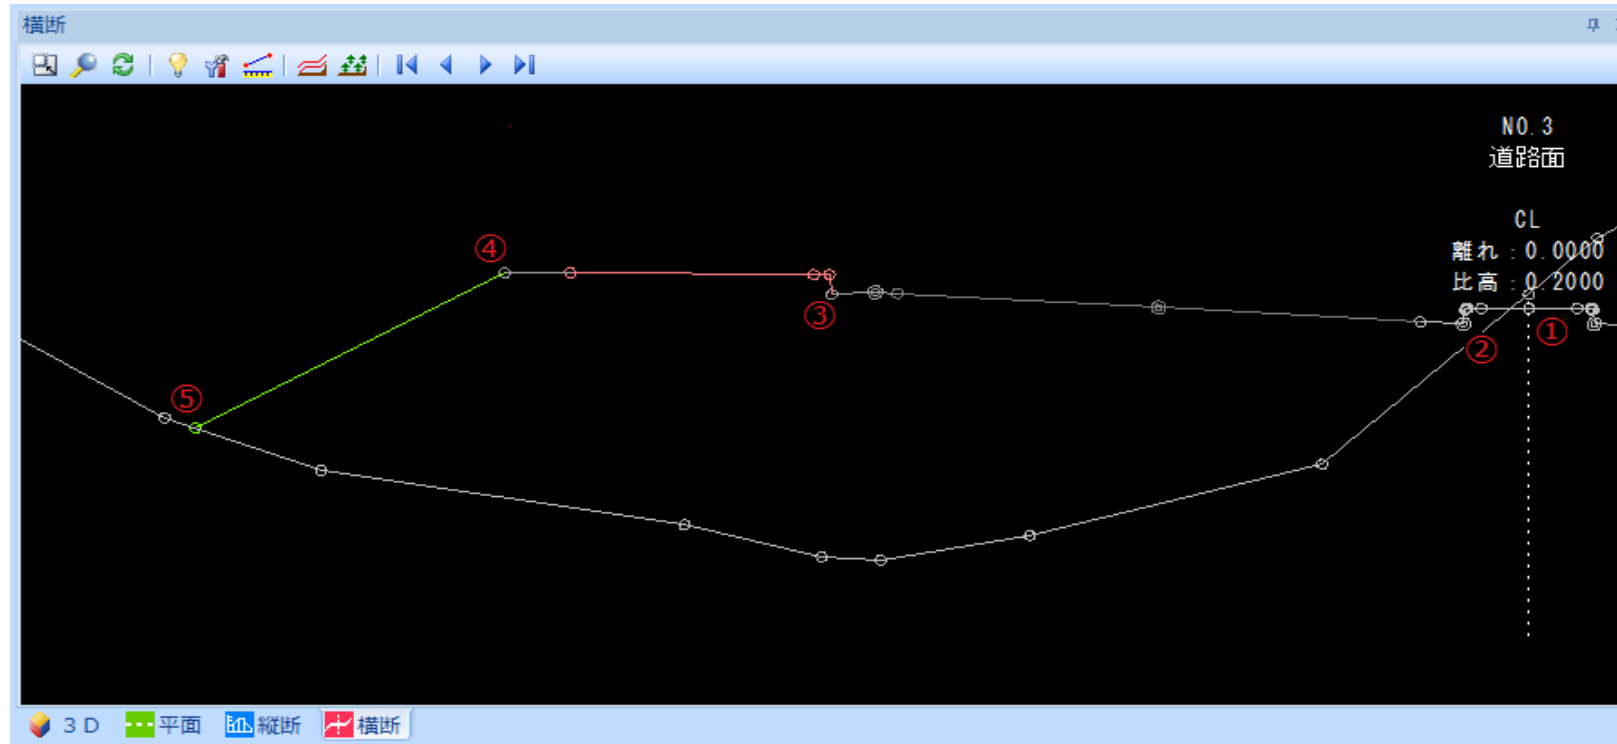 横断
NO.3
道路面
CL
離れ:0.0000
比高:0.2000
④
③
①
②
⑤
3D 平面 縦断 横断